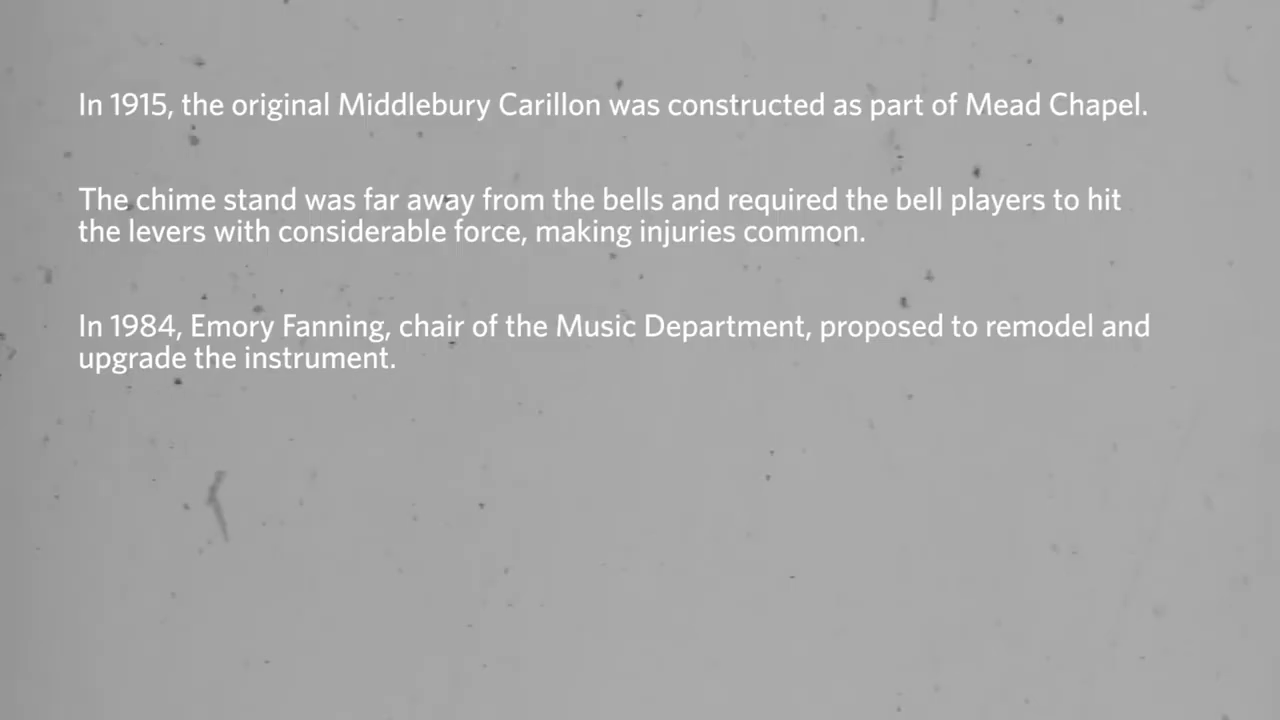 In 1915, the original Middlebury Carillon was constructed as part of Mead Chapel.
The chime stand was far away from the bells and required the bell players to hit
the levers with considerable force, making injuries common.
In 1984, Emory Fanning, chair of the Music Department, proposed to remodel and
upgrade the instrument.